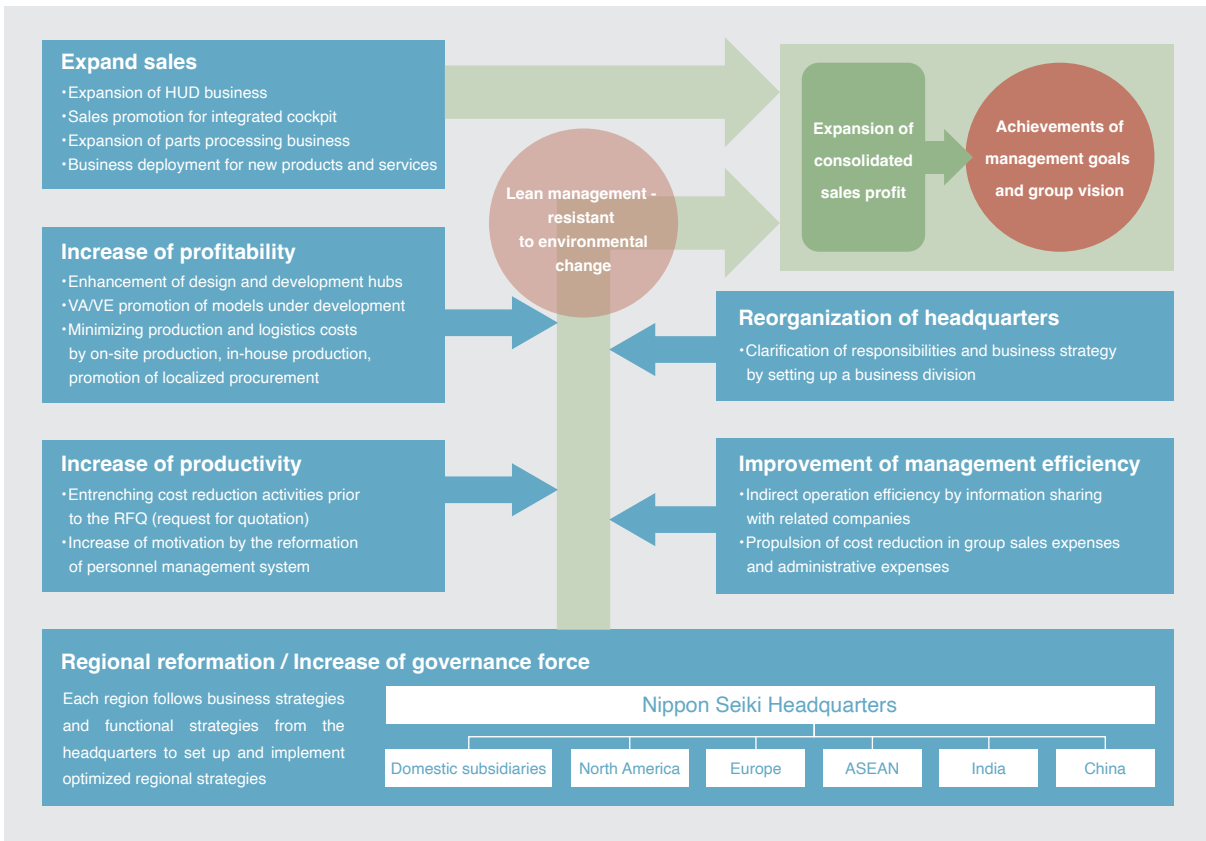 Expand sales
・Expansion of HUD business
・Sales promotion for integrated cockpit
・Expansion of parts processing business
・Business deployment for new products and services
Expansion of
consolidated
sales profit
Achievements of
management goals
and group vision
Lean management -
resistant
to environmental
change
Increase of profitability
・Enhancement of design and development hubs
・VA/VE promotion of models under development
・Minimizing production and logistics costs
by on-site production, in-house production,
promotion of localized procurement
Reorganization of headquarters
・Clarification of responsibilities and business strategy
by setting up a business division
Increase of productivity
・Entrenching cost reduction activities prior
to the RFQ (request for quotation)
・Increase of motivation by the reformation
of personnel management system
Improvement of management efficiency
・Indirect operation efficiency by information sharing
with related companies
・Propulsion of cost reduction in group sales expenses
and administrative expenses
Regional reformation / Increase of governance force
Each region follows business strategies
and functional strategies from the
headquarters to set up and implement
optimized regional strategies
Nippon Seiki Headquarters
Domestic subsidiaries
North America
Europe
ASEAN
India
China